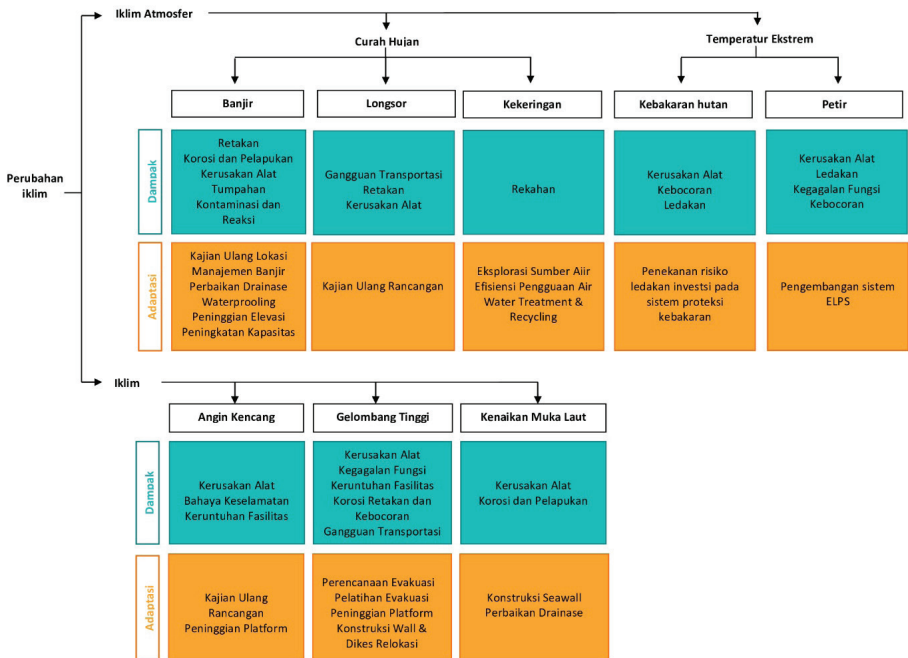 Iklim Atmosfer
Curah Hujan
Temperatur Ekstrem
Banjir
Longsor
Kekeringan
Kebakaran hutan
Petir
Perubahan
iklim
Dampak
Retakan
Korosi dan Pelapukan
Kerusakan Alat
Tumpahan
Kontaminasi dan
Reaksi
Gangguan Transportasi
Retakan
Kerusakan Alat
Rekahan
Kerusakan Alat
Kebocoran
Ledakan
Kerusakan Alat
Ledakan
Kegagalan Fungsi
Kebocoran
Adaptasi
Kajian Ulang Lokasi
Manajemen Banjir
Perbaikan Drainase
Waterprooling
Peninggian Elevasi
Peningkatan Kapasitas
Kajian Ulang Rancangan
Eksplorasi Sumber Aiir
Efisiensi Pengguaan Air
Water Treatment &
Recycling
Penekanan risiko
ledakan investsi pada
sistem proteksi
kebakaran
Pengembangan sistem
ELPS
Iklim
Angin Kencang
Gelombang Tinggi
Kenaikan Muka Laut
Dampak
Kerusakan Alat
Bahaya Keselamatan
Keruntuhan Fasilitas
Kerusakan Alat
Kegagalan Fungsi
Keruntuhan Fasilitas
Korosi Retakan dan
Kebocoran
Gangguan Transportasi
Kerusakan Alat
Korosi dan Pelapukan
Adaptasi
Kajian Ulang
Rancangan
Peninggian Platform
Perencanaan Evakuasi
Pelatihan Evakuasi
Peninggian Platform
Konstruksi Wall &
Dikes Relokasi
Konstruksi Seawall
Perbaikan Drainase